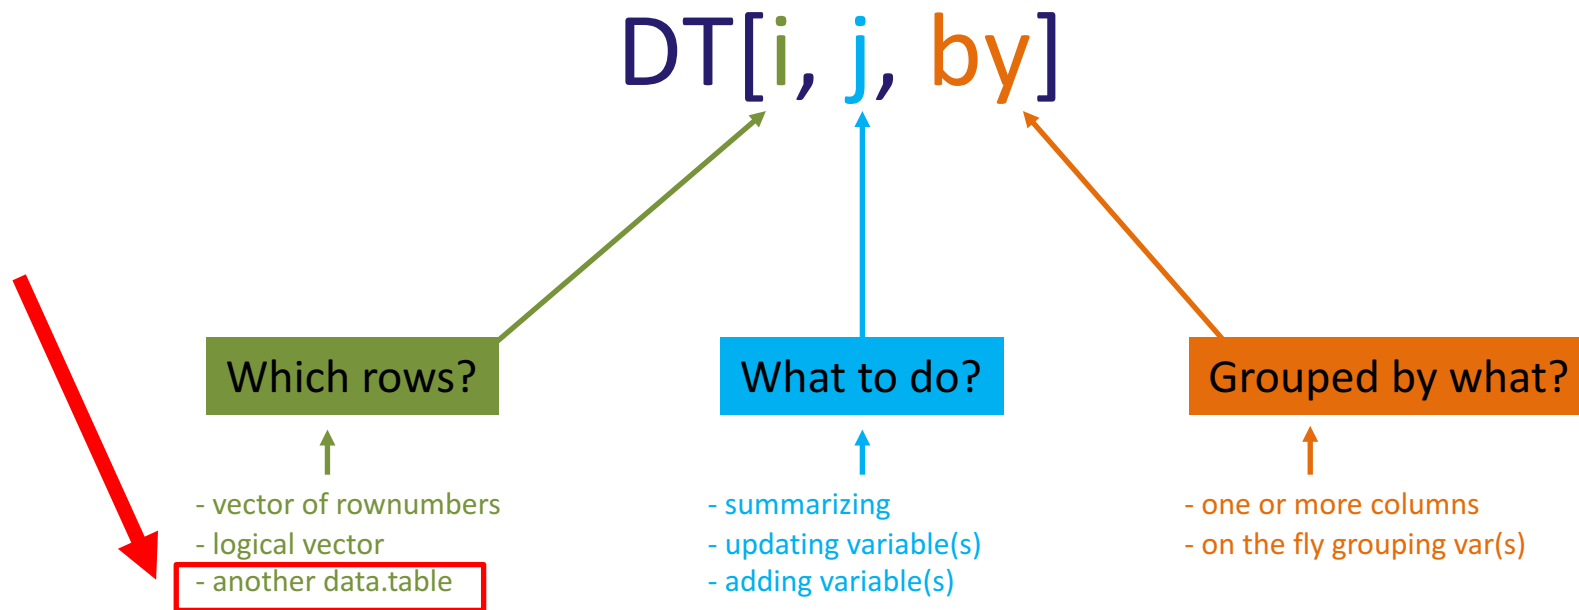 DT[i, j, by]
Which rows?
- vector of rownumbers
- logical vector
- another data.table
What to do?
- summarizing
- updating variable(s)
- adding variable(s)
Grouped by what?
- one or more columns
- on the fly grouping var(s)